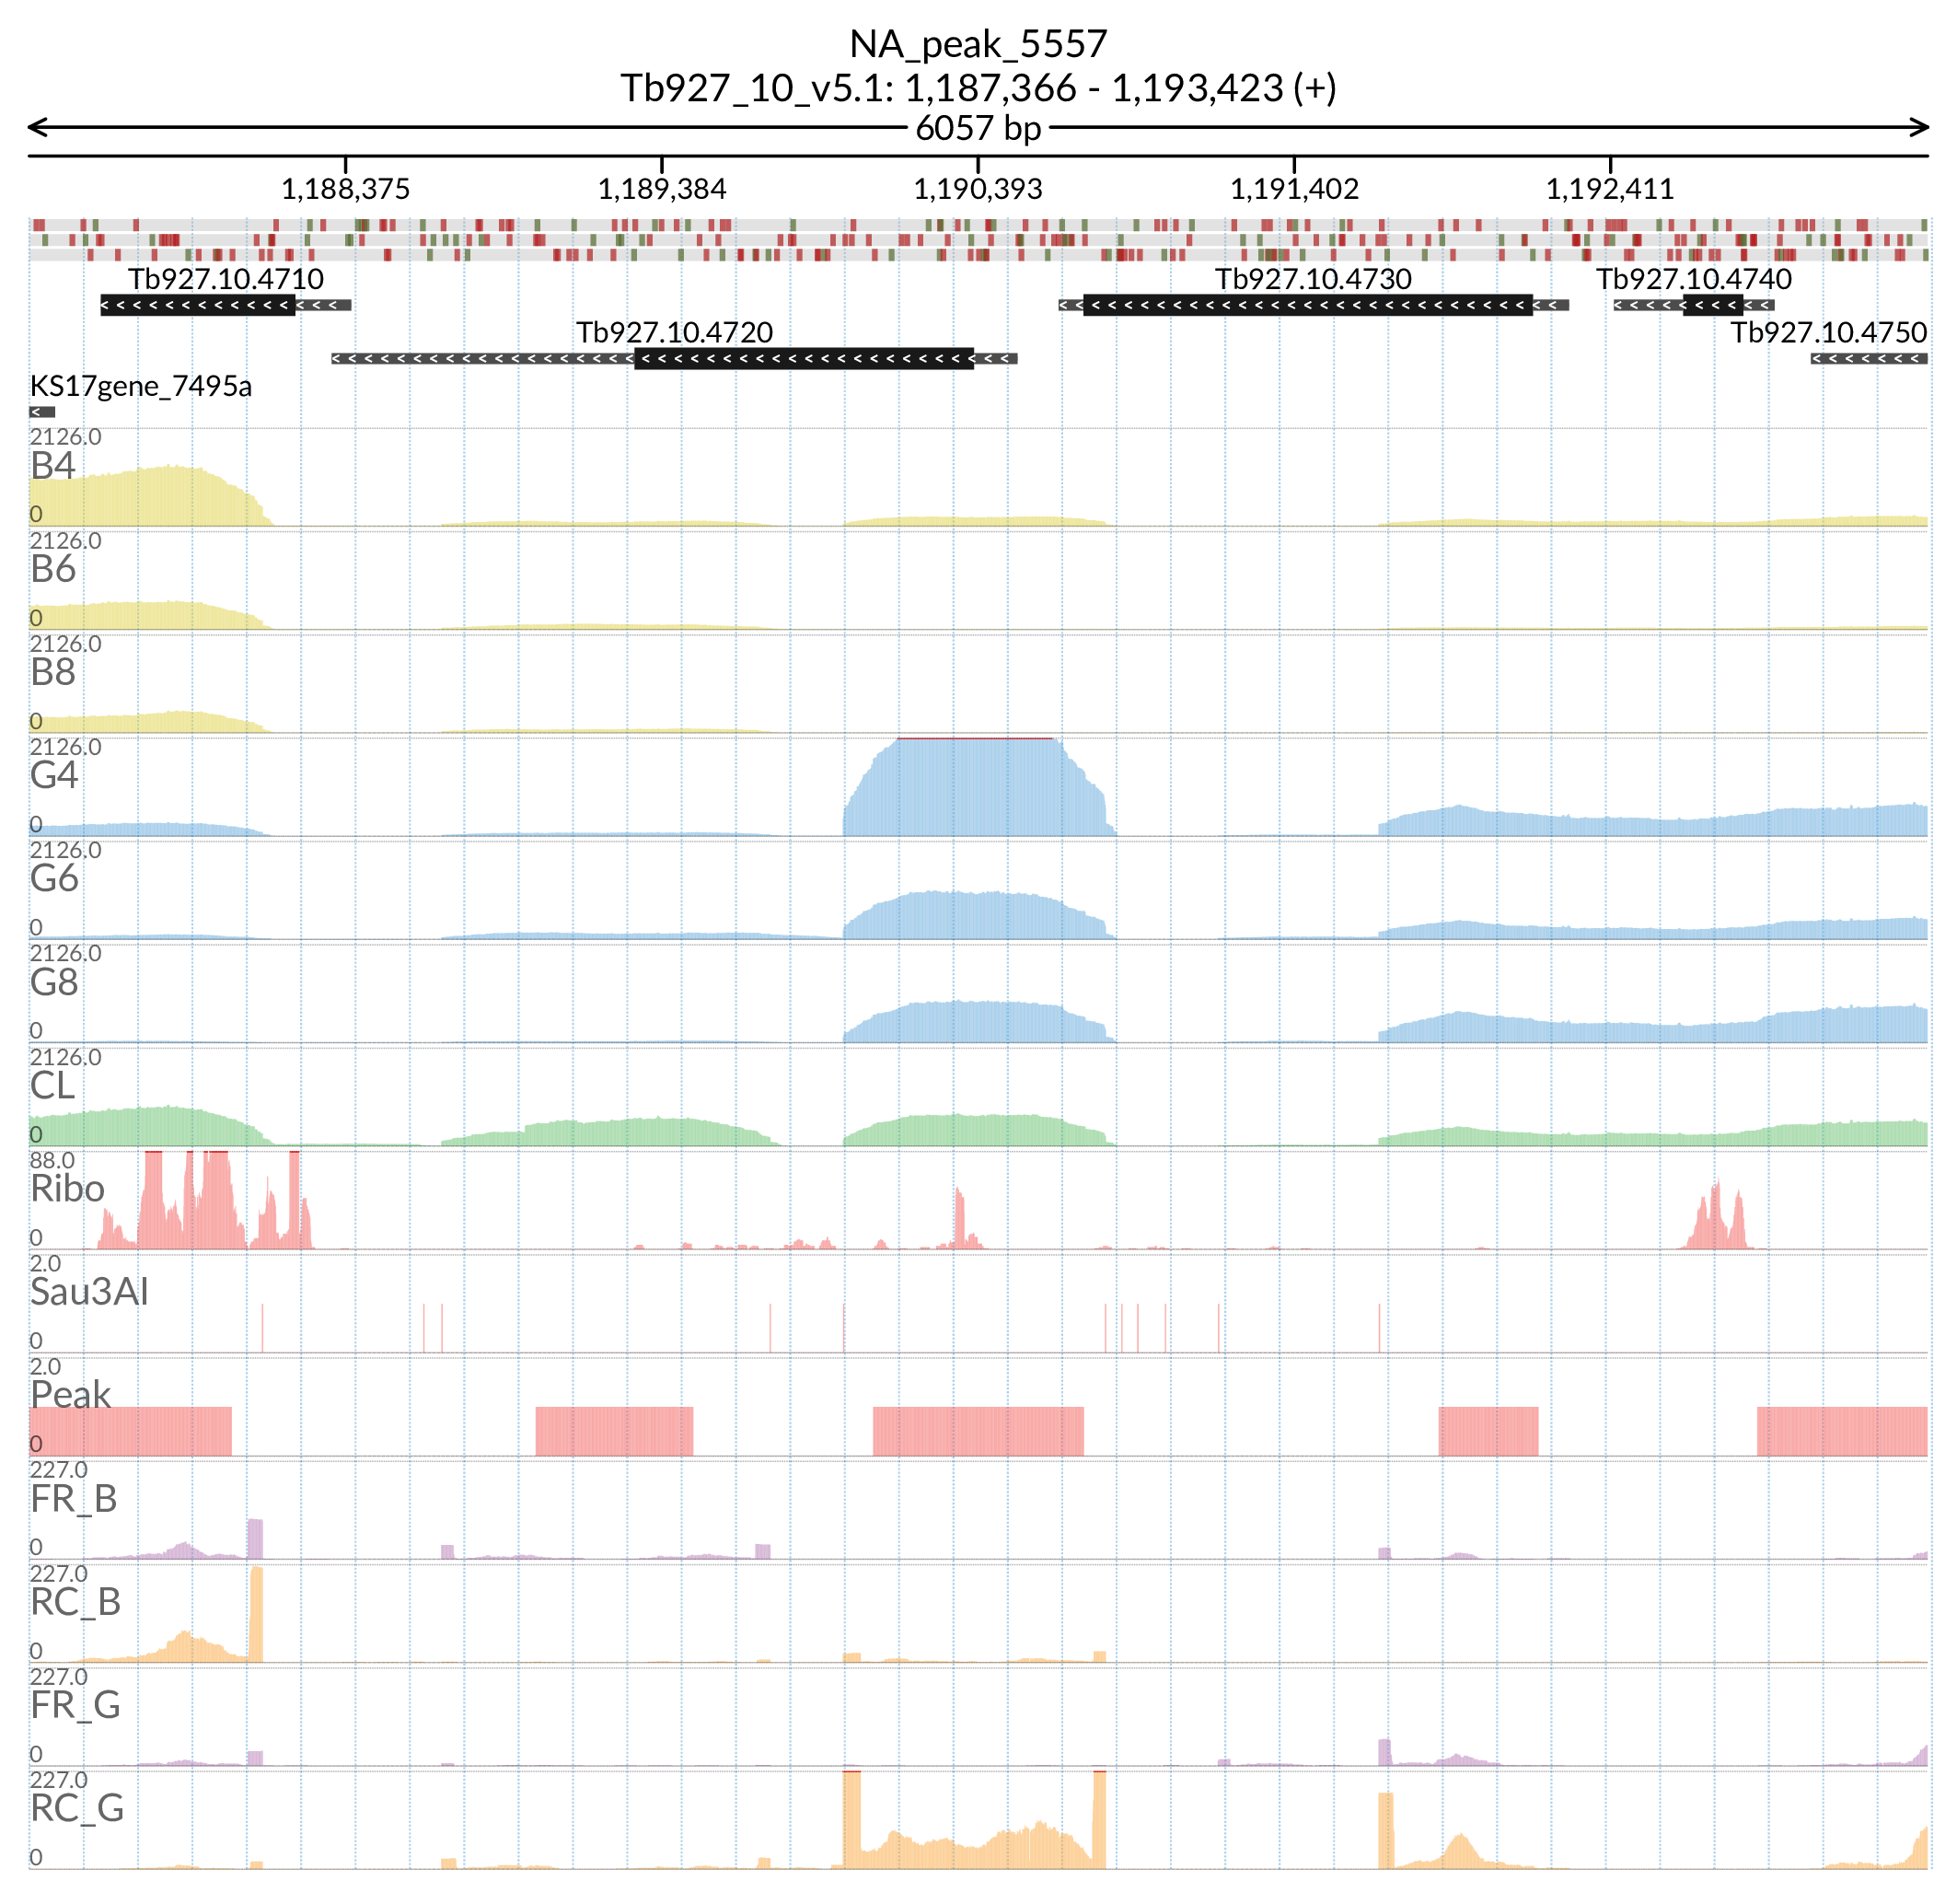 NA_peak_5557
Tb927_10_v5.1: 1,187,366 - 1,193,423 (+)
6057 bp
1,188,375 1,189,384 1,190,393 1,191,402 1,192,411
Tb927.10.4710 Tb927.10.4730 Tb927.10.4740
Tb927.10.4720 Tb927.10.4750
KS17gene_7495a
2126.0
B4
0
2126.0
B6
0
2126.0
B8
0
2126.0
G4
0
2126.0
G6
0
2126.0
G8
0
2126.0
CL
0
88.0
Ribo
0
2.0
Sau3AI
0
2.0
Peak
0
227.0
FR_B
0
227.0
RC_B
0
227.0
FR_G
0
227.0
RC_G
0